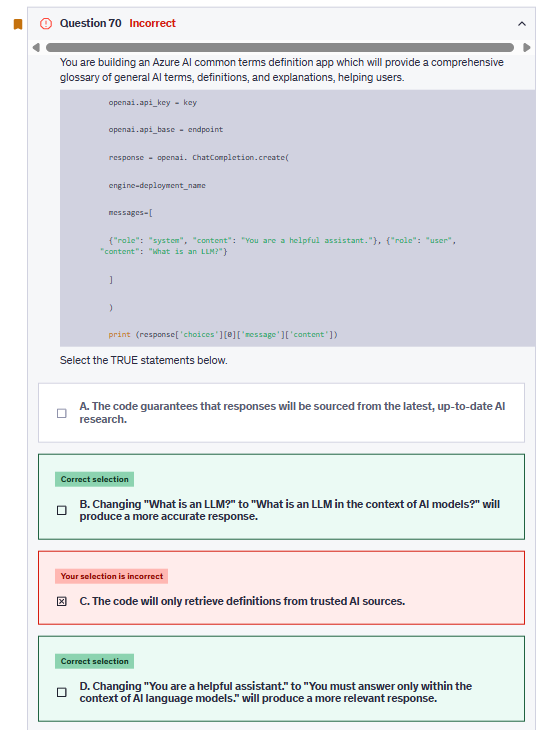 Question 70 Incorrect
You are building an Azure AI common terms definition app which will provide a comprehensive
glossary of general AI terms, definitions, and explanations, helping users.
openai.api_key = key
openai.api_base = endpoint
response = openai. ChatCompletion.create(
engine=deployment_name
messages=[
{"role": "system", "content": "You are a helpful assistant."}, {"role": "user",
"content": "What is an LLM?"}
]
)
print (response['choices'][0]['message']['content'])
Select the TRUE statements below.
A. The code guarantees that responses will be sourced from the latest, up-to-date AI
research.
Correct selection
B. Changing "What is an LLM?" to "What is an LLM in the context of AI models?" will
produce a more accurate response.
Your selection is incorrect
C. The code will only retrieve definitions from trusted AI sources.
Correct selection
D. Changing "You are a helpful assistant." to "You must answer only within the
context of AI language models." will produce a more relevant response.